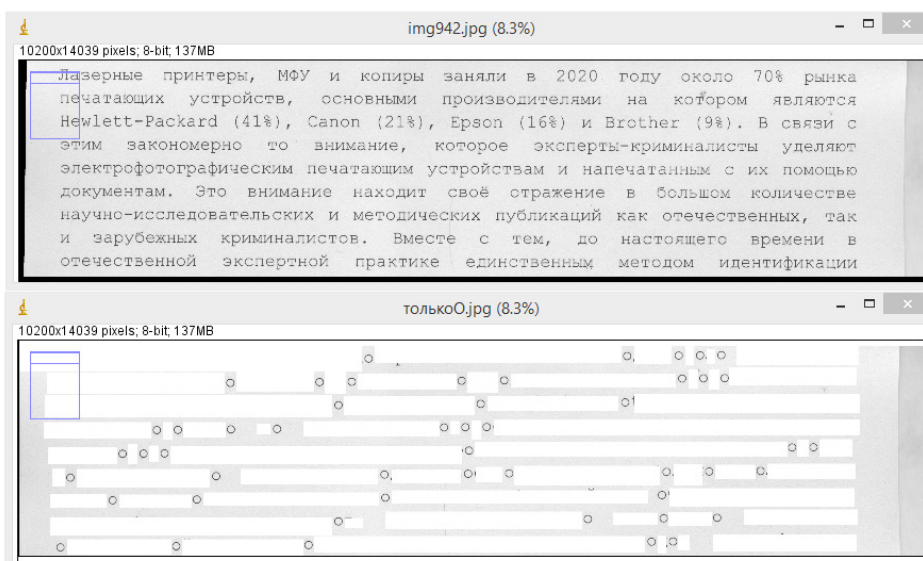 img942.jpg (8.3%)
10200x14039 pixels; 8-bit; 137MB
Лазерные принтеры, МФУ и копиры заняли в 2020 году около 70% рынка
печатающих устройств, основными производителями на котором являются
Hewlett-Packard (41%), Canon (21%), Epson (16%) и Brother (9%). В связи с
этим закономерно то внимание, которое эксперты-криминалисты уделяют
электрофотографическим печатающим устройствам и напечатанным с их помощью
документам. Это внимание находит своё отражение в большом количестве
научно-исследовательских и методических публикаций как отечественных, так
и зарубежных криминалистов. Вместе с тем, до настоящего времени в
отечественной экспертной практике единственным методом идентификации
толькоО.jpg (8.3%)
10200x14039 pixels; 8-bit; 137MB
о о, о о. о
о о о о о о о о
о о о
о о о о о о о
о о о о о о
о о о, о о о. о о.
о о о о
о о о о
о о о о о